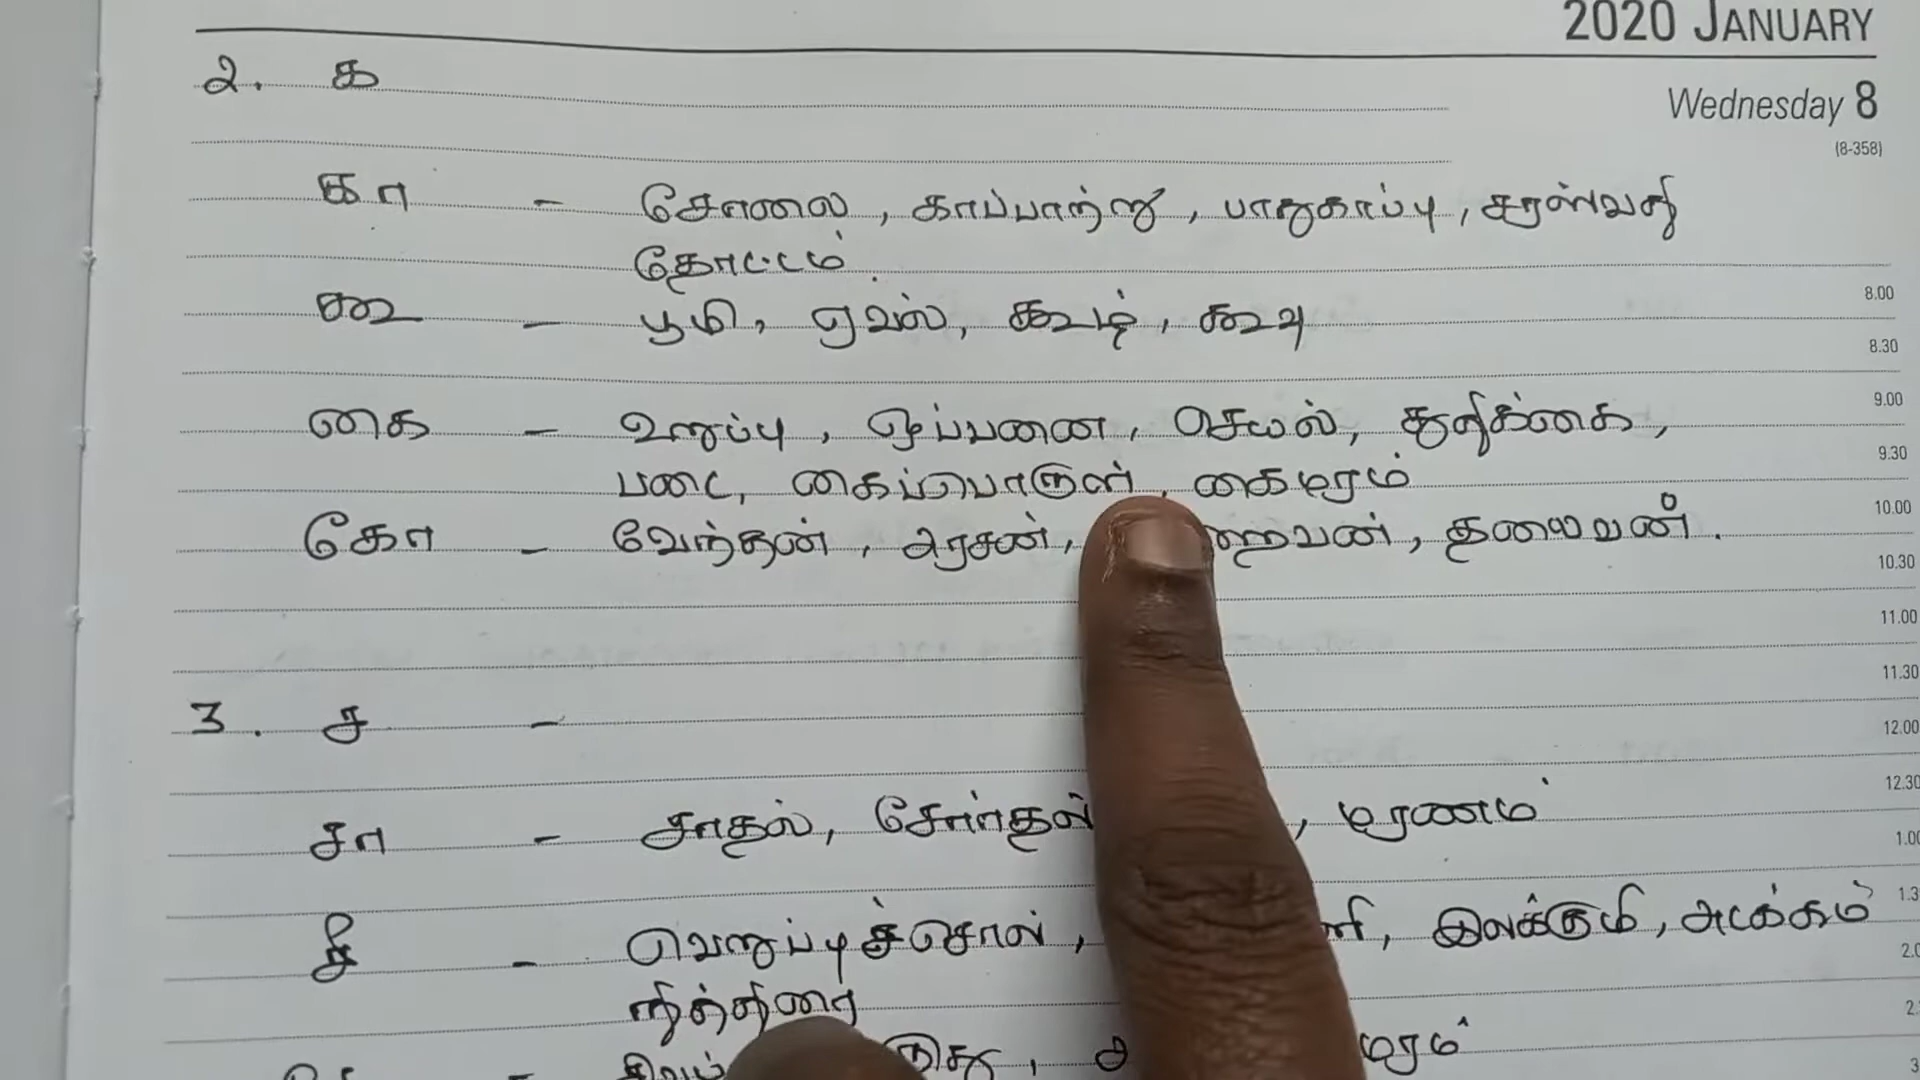 2020 JANUARY
Wednesday 8
(8-358)
2. க
கா - சோலை, காப்பாற்று, பாதுகாப்பு, சரஸ்வதி
தோட்டம்
8.00
கூ - பூமி, ஏவல், கூழ், கூவு
8.30
9.00
கை - உறுப்பு, ஒப்பனை, செயல், துதிக்கை,
9.30
படை, கைப்பொருள், கைமரம்
10.00
கோ - வேந்தன், அரசன், தலைவன்.
10.30
11.00
11.30
3. ச -
12.00
12.30
சா - சாதல், சோர்தல் , மரணம்
1.00
சீ - வெறுப்புச்சொல், இலக்குமி, அடக்கம்
நித்திரை
மரம்